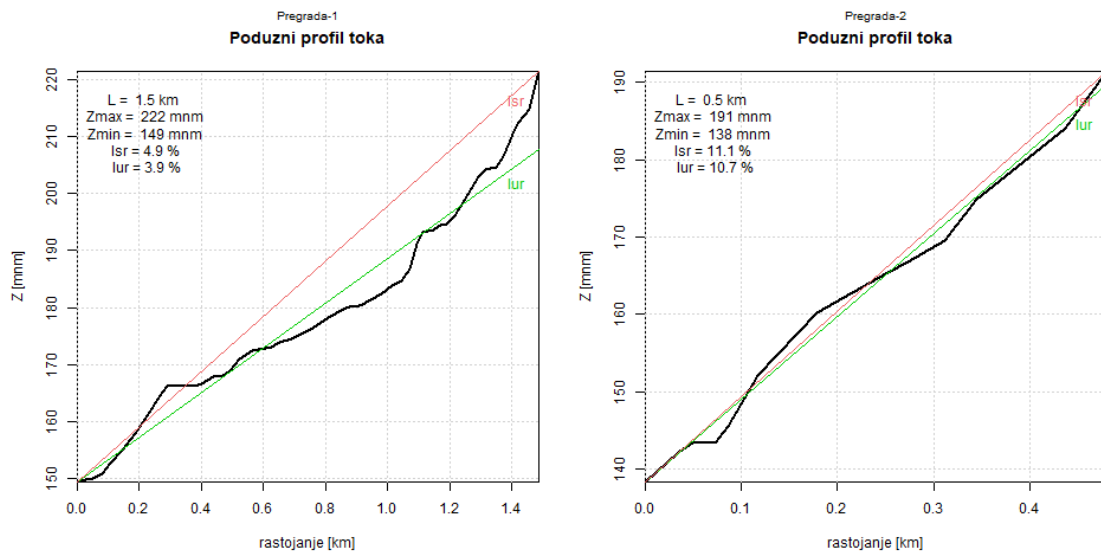 Pregrada-1
Poduzni profil toka
L = 1.5 km
Zmax = 222 mnm
Zmin = 149 mnm
Isr = 4.9 %
Iur = 3.9 %
Isr
Iur
220
210
200
190
180
170
160
150
Z [mnm]
0.0 0.2 0.4 0.6 0.8 1.0 1.2 1.4
rastojanje [km]
Pregrada-2
Poduzni profil toka
L = 0.5 km
Zmax = 191 mnm
Zmin = 138 mnm
Isr = 11.1 %
Iur = 10.7 %
Isr
Iur
190
180
170
160
150
140
Z [mnm]
0.0 0.1 0.2 0.3 0.4
rastojanje [km]